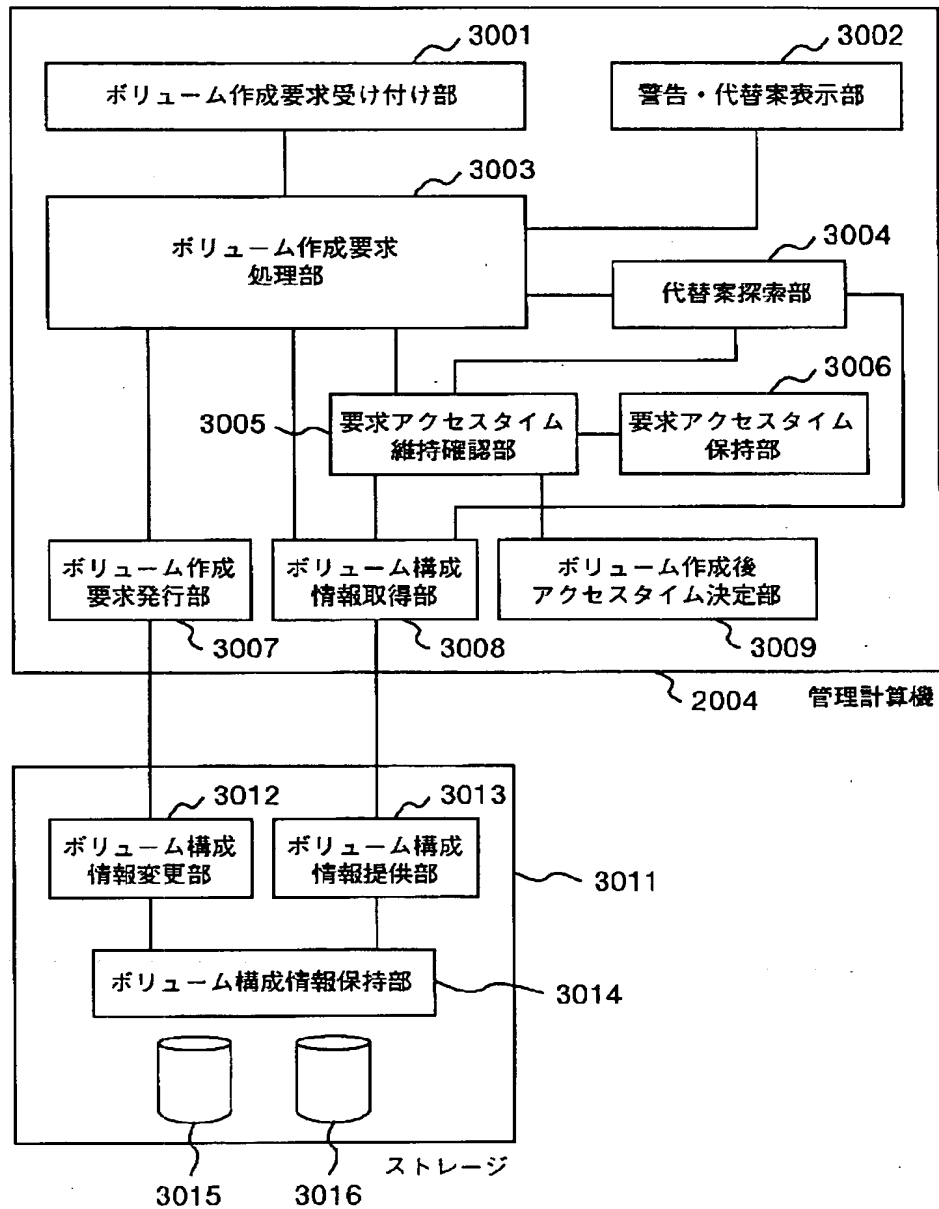 3001
3002
ボリューム作成要求受け付け部
警告・代替案表示部
3003
ボリューム作成要求
処理部
3004
代替案探索部
3006
3005
要求アクセスタイム
維持確認部
要求アクセスタイム
保持部
ボリューム作成
要求発行部
ボリューム構成
情報取得部
ボリューム作成後
アクセスタイム決定部
3007
3008
3009
2004
管理計算機
3012
3013
ボリューム構成
情報変更部
ボリューム構成
情報提供部
3011
ボリューム構成情報保持部
3014
ストレージ
3015
3016